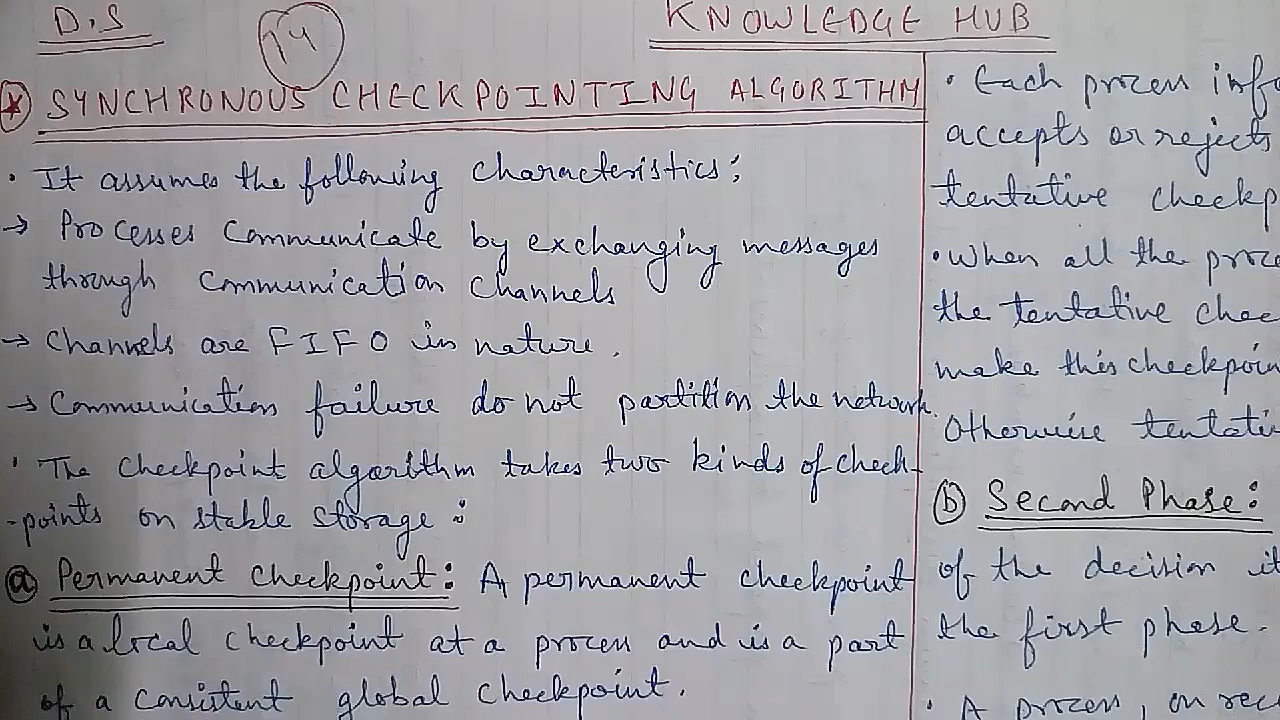 D.S
14
KNOWLEDGE HUB
* SYNCHRONOUS CHECKPOINTING ALGORITHM
• It assumes the following characteristics:
→ Processes communicate by exchanging messages
through communication channels
→ Channels are FIFO in nature.
→ Communication failure do not partition the network.
• The checkpoint algorithm takes two kinds of check-
-points on stable storage:
a Permanent checkpoint: A permanent checkpoint
is a local checkpoint at a process and is a part
of a consistent global checkpoint.
• Each process info
accepts or rejects
tentative checkp
• When all the proce
the tentative chec
make this checkpoin
Otherwise tentativ
b Second Phase:
of the decision it
the first phase.
• A process, on rec